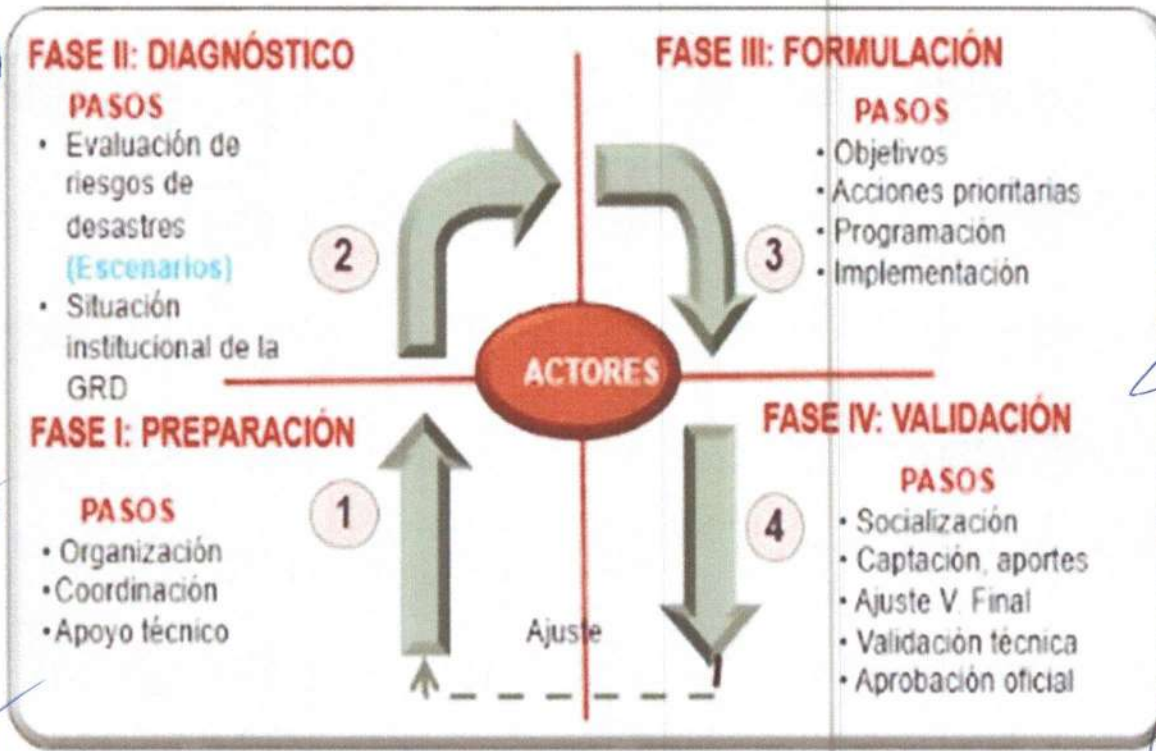 FASE II: DIAGNÓSTICO
PASOS
• Evaluación de
riesgos de
desastres
(Escenarios)
• Situación
institucional de la
GRD
2
FASE III: FORMULACIÓN
PASOS
• Objetivos
• Acciones prioritarias
• Programación
• Implementación
3
ACTORES
FASE I: PREPARACIÓN
PASOS
• Organización
• Coordinación
• Apoyo técnico
1
Ajuste
FASE IV: VALIDACIÓN
PASOS
• Socialización
• Captación, aportes
• Ajuste V. Final
• Validación técnica
• Aprobación oficial
4